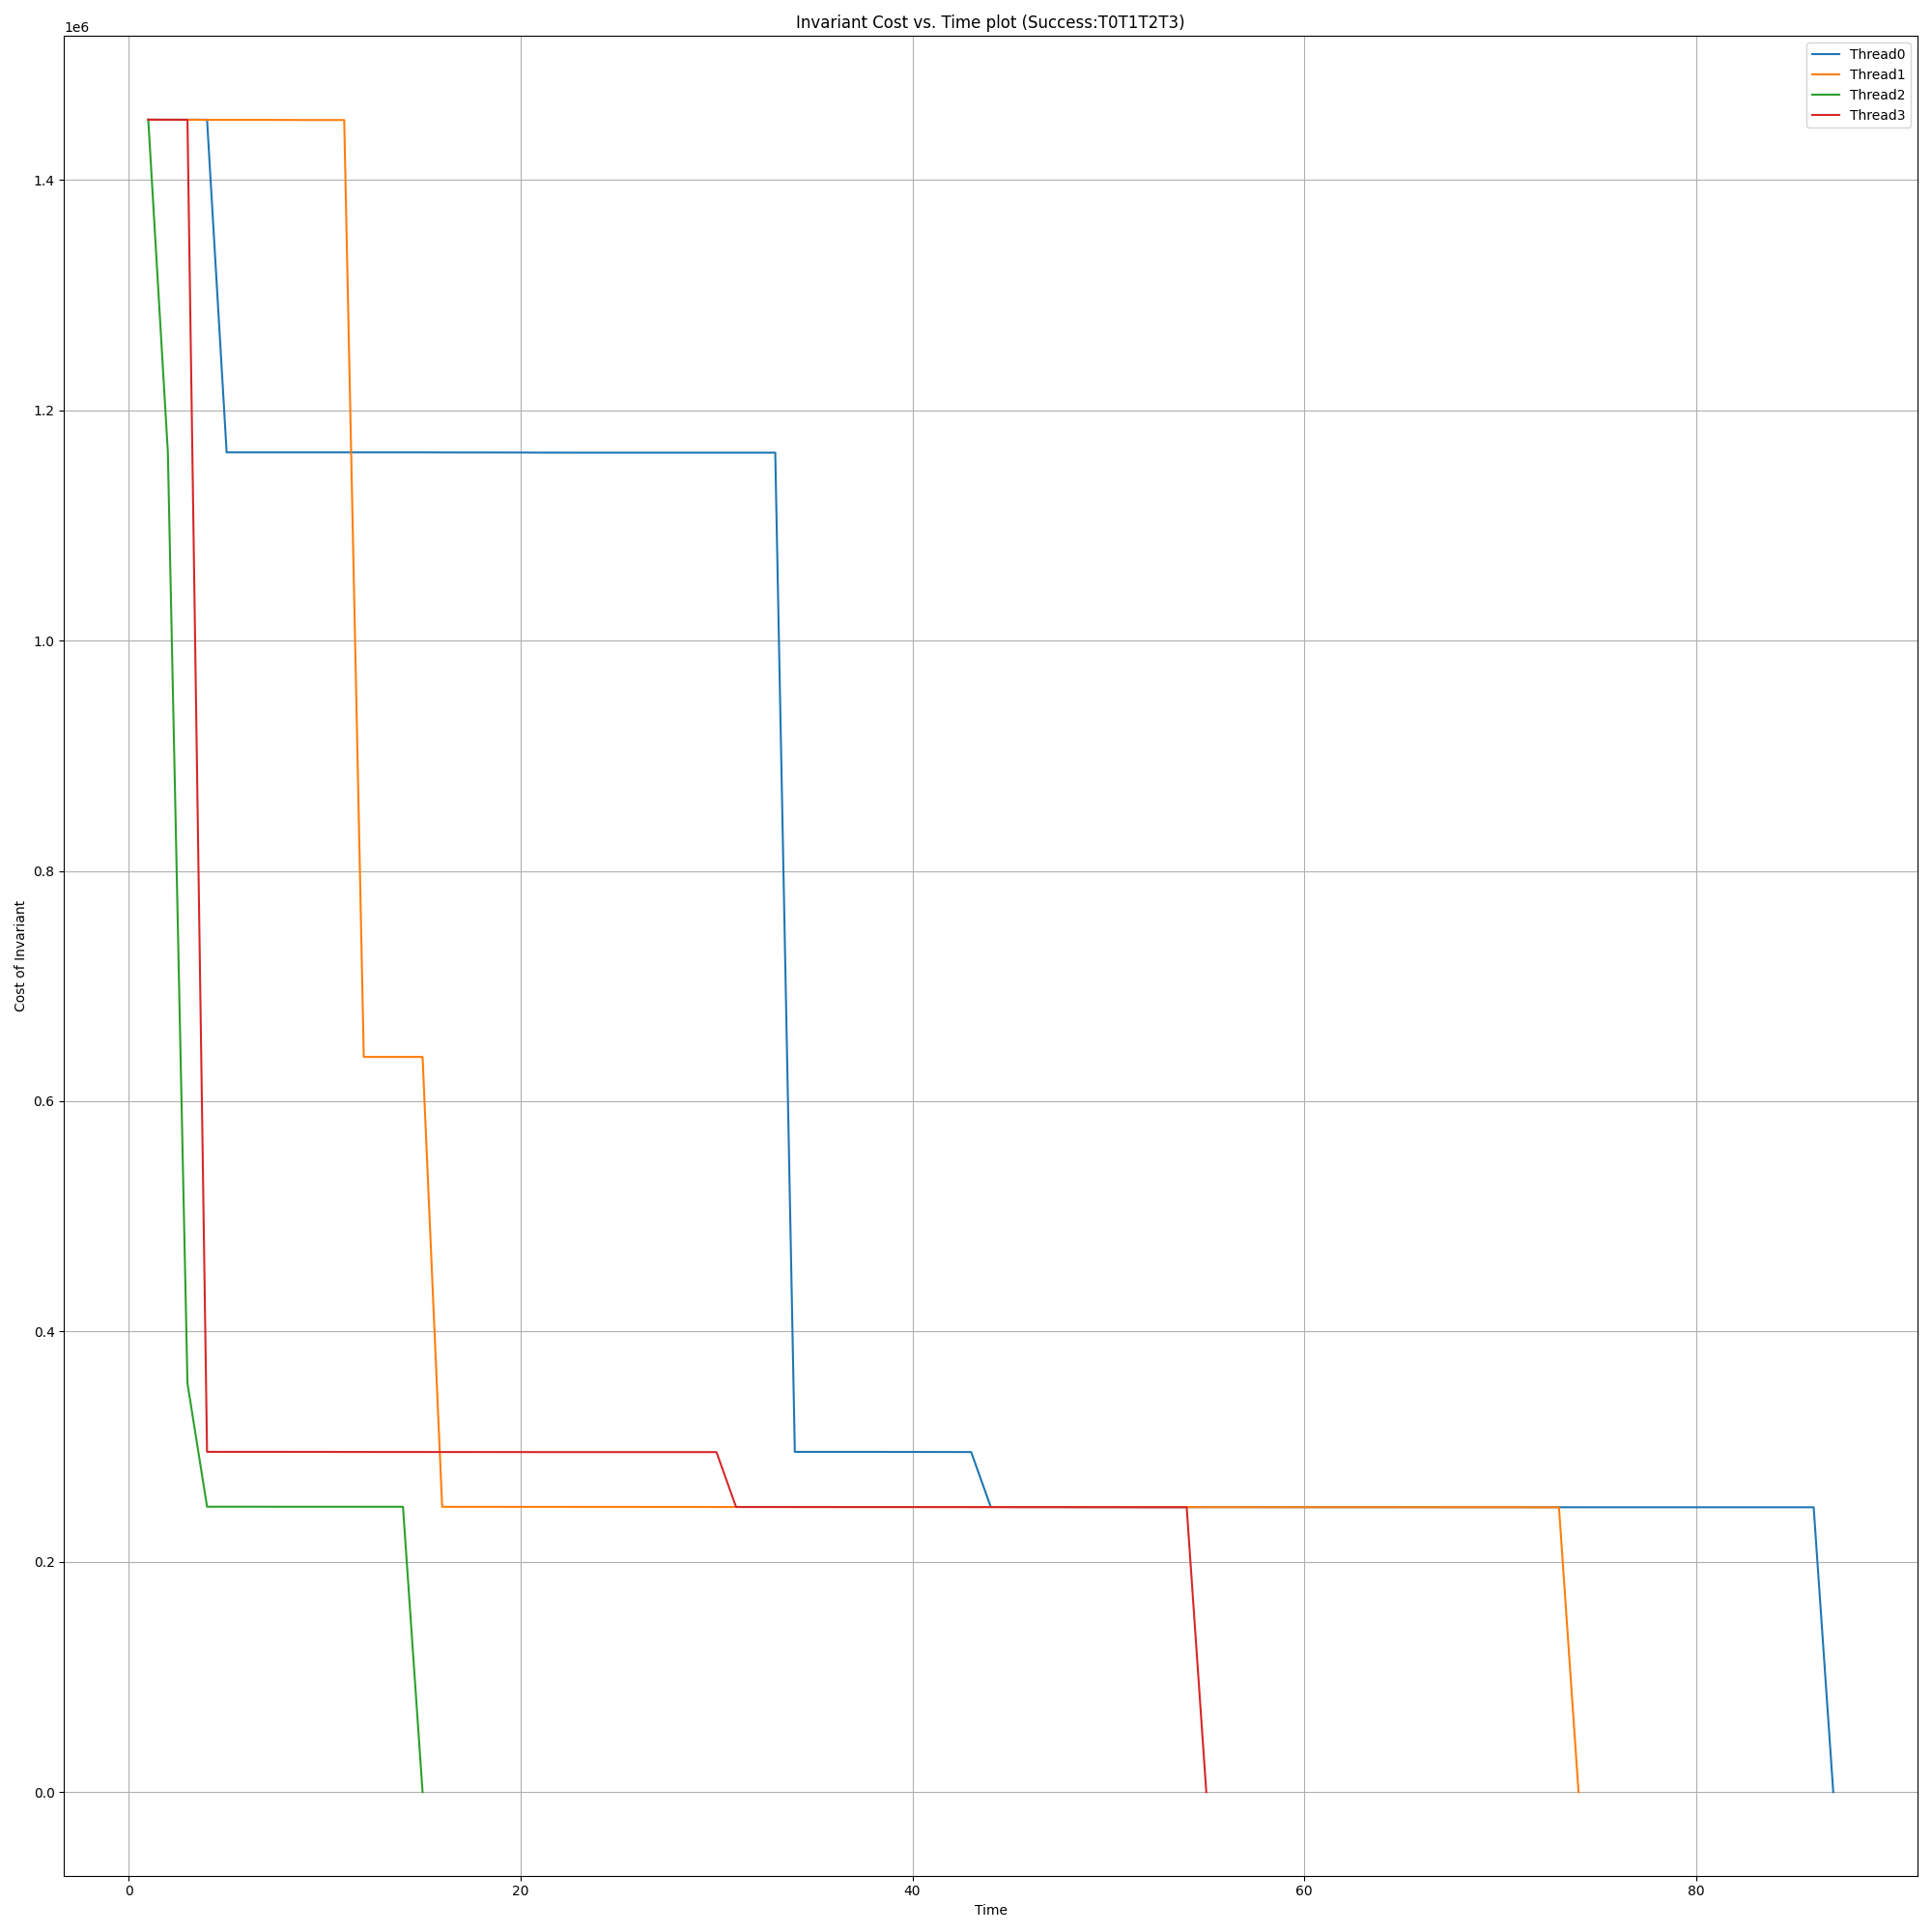 Invariant Cost vs. Time plot (Success:T0T1T2T3)
1e6
Thread0
Thread1
Thread2
Thread3
1.4
1.2
1.0
0.8
0.6
0.4
0.2
0.0
Cost of Invariant
0 20 40 60 80
Time